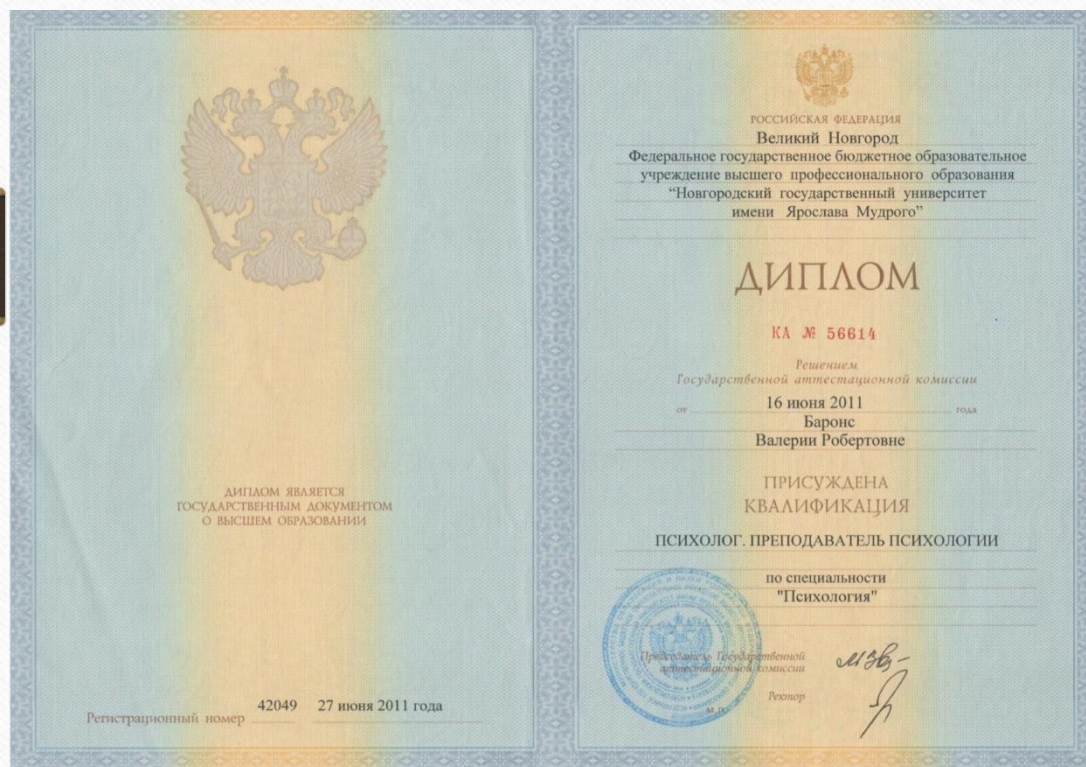 ДИПЛОМ ЯВЛЯЕТСЯ
ГОСУДАРСТВЕННЫМ ДОКУМЕНТОМ
О ВЫСШЕМ ОБРАЗОВАНИИ
Регистрационный номер 42049 27 июня 2011 года
РОССИЙСКАЯ ФЕДЕРАЦИЯ
Великий Новгород
Федеральное государственное бюджетное образовательное
учреждение высшего профессионального образования
“Новгородский государственный университет
имени Ярослава Мудрого”
ДИПЛОМ
КА № 56614
Решением
Государственной аттестационной комиссии
от 16 июня 2011 года
Баронс
Валерии Робертовне
ПРИСУЖДЕНА
КВАЛИФИКАЦИЯ
ПСИХОЛОГ. ПРЕПОДАВАТЕЛЬ ПСИХОЛОГИИ
по специальности
"Психология"
Председатель Государственной
аттестационной комиссии
Ректор
М.П.